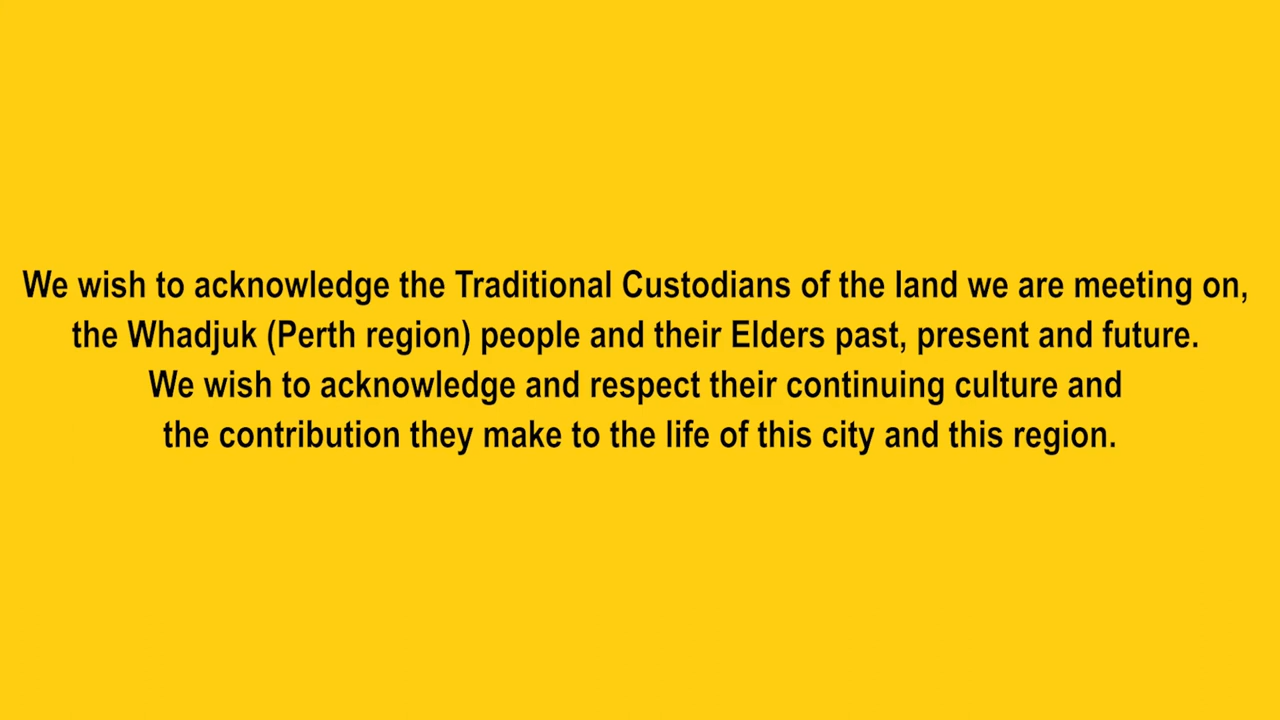 We wish to acknowledge the Traditional Custodians of the land we are meeting on,
the Whadjuk (Perth region) people and their Elders past, present and future.
We wish to acknowledge and respect their continuing culture and
the contribution they make to the life of this city and this region.